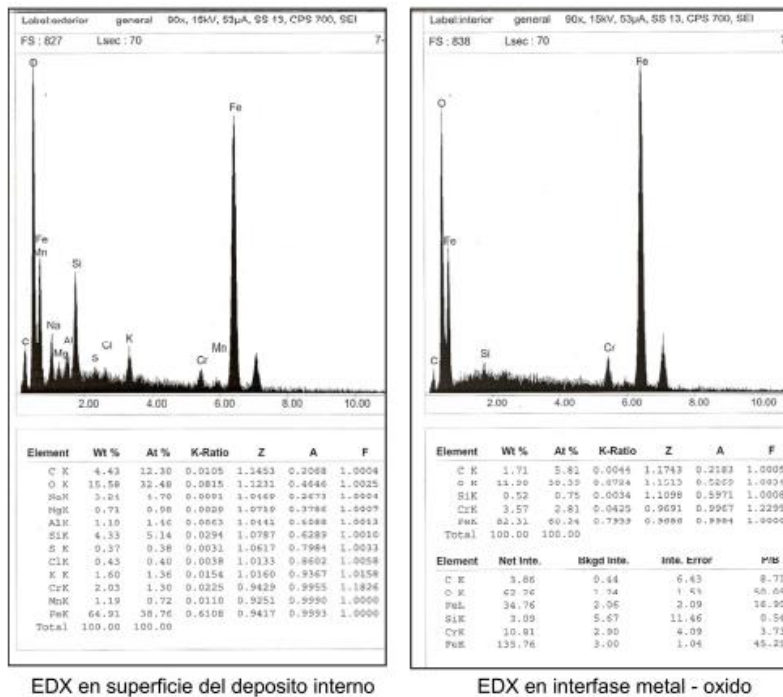 Label:exterior general 90x, 15kV, 53µA, SS 13, CPS 700, SEI
FS : 827 Lsec : 70 7-
O
Fe
Fe
Mn
Si
Na
Al
Mg
C
S
Cl
K
Cr
Mn
2.00 4.00 6.00 8.00 10.00
Element Wt % At % K-Ratio Z A F
C K 4.43 12.30 0.0105 1.1453 0.2068 1.0004
O K 15.58 32.48 0.0815 1.1231 0.4646 1.0025
MgK 0.71 0.98 0.0029 1.0719 0.3786 1.0007
AlK 1.10 1.46 0.0063 1.0441 1.0013
SiK 4.33 5.14 0.0294 1.0787 0.6289 1.0010
S K 0.37 0.38 0.0031 1.0617 0.7984 1.0033
ClK 0.43 0.40 0.0038 1.0133 0.8602 1.0058
K K 1.60 1.36 0.0154 1.0160 0.9367 1.0158
CrK 2.03 1.30 0.0225 0.9429 0.9955 1.1826
MnK 1.19 0.72 0.0110 0.9251 0.9990 1.0000
FeK 64.91 38.76 0.6108 0.9417 0.9993 1.0000
Total 100.00 100.00
EDX en superficie del deposito interno
Label:interior general 90x, 15kV, 53µA, SS 13, CPS 700, SEI
FS : 838 Lsec : 70
Fe
O
Fe
C
Si
Cr
2.00 4.00 6.00 8.00 10.00
Element Wt % At % K-Ratio Z A F
C K 1.71 5.81 0.0044 1.1743 0.2183 1.0005
O K
SiK 0.52 0.75 0.0034 1.1098 0.5971 1.0008
CrK 3.57 2.81 0.0425 0.9691 0.9967 1.2299
FeK 82.31 60.24
Total 100.00 100.00
Element Net Inte. Bkgd Inte. Inte. Error P/B
C K 3.86 0.44 6.43
O K
FeL 34.76 2.06 2.09
SiK 3.09 5.67 11.46
CrK 10.81 2.90 4.09
FeK 135.76 3.00 1.04
EDX en interfase metal - oxido